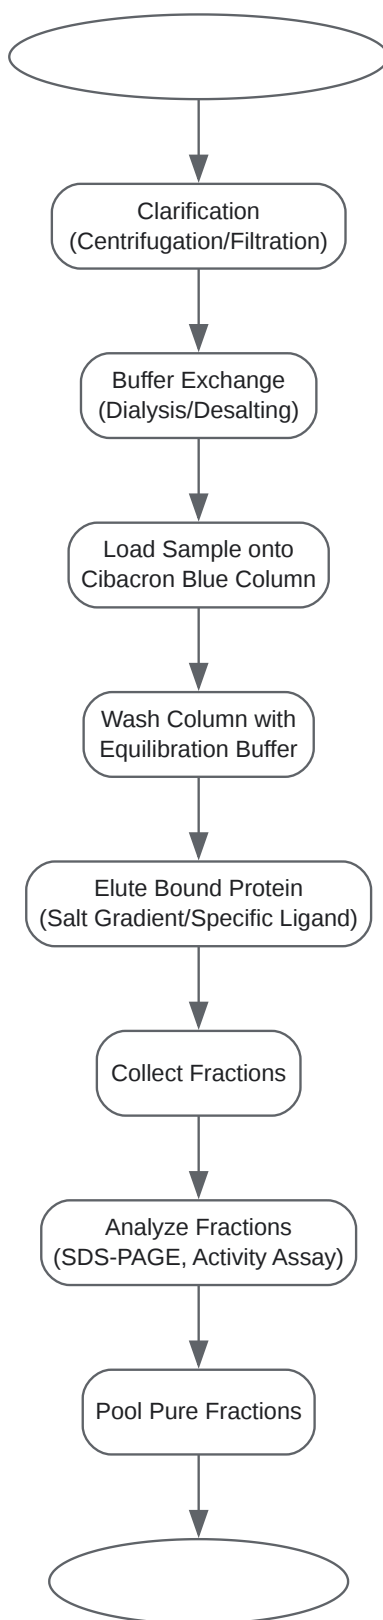 Clarification
(Centrifugation/Filtration)
Buffer Exchange
(Dialysis/Desalting)
Load Sample onto
Cibacron Blue Column
Wash Column with
Equilibration Buffer
Elute Bound Protein
(Salt Gradient/Specific Ligand)
Collect Fractions
Analyze Fractions
(SDS-PAGE, Activity Assay)
Pool Pure Fractions